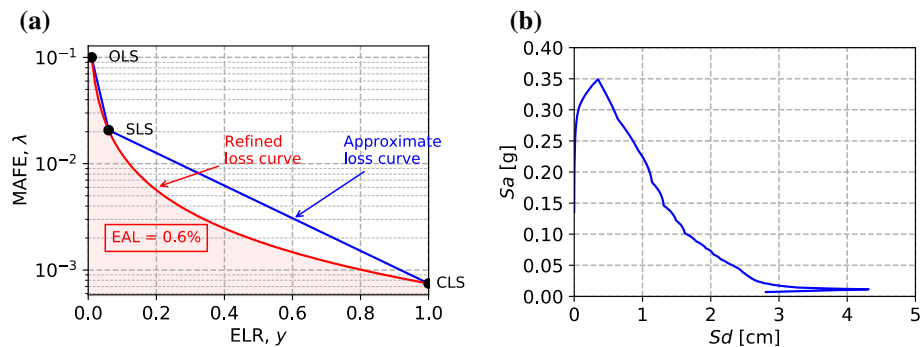 (a)
10⁻¹
10⁻²
10⁻³
MAFE, λ
OLS
SLS
CLS
Refined
loss curve
Approximate
loss curve
EAL = 0.6%
0.0 0.2 0.4 0.6 0.8 1.0
ELR, y
(b)
0.40
0.35
0.30
0.25
0.20
0.15
0.10
0.05
0.00
Sa [g]
0 1 2 3 4 5
Sd [cm]